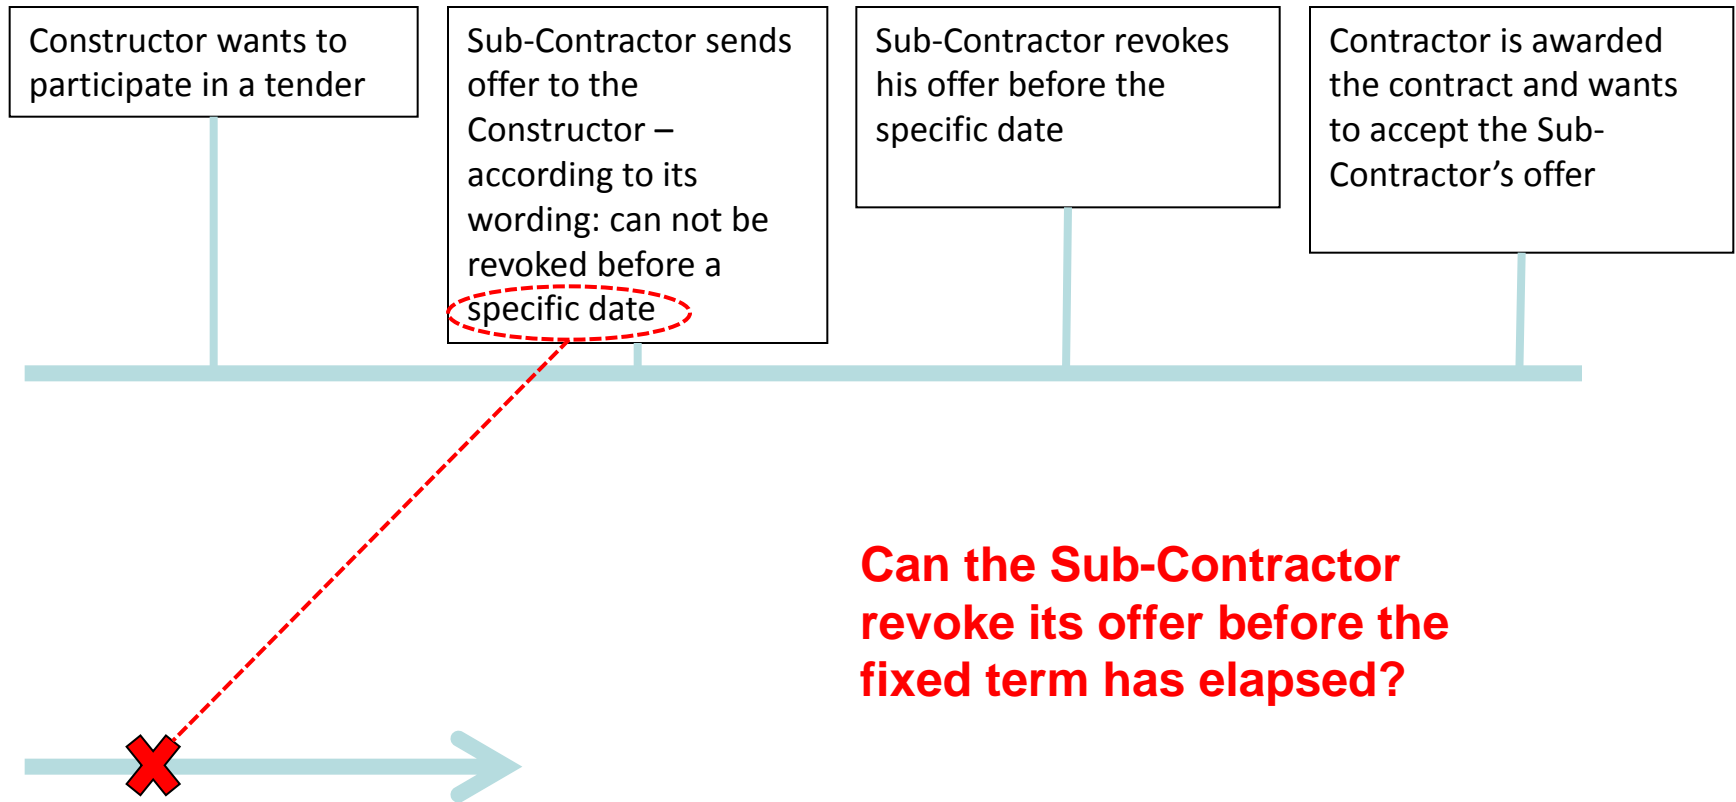 Constructor wants to
participate in a tender
Sub-Contractor sends
offer to the
Constructor –
according to its
wording: can not be
revoked before a
specific date
Sub-Contractor revokes
his offer before the
specific date
Contractor is awarded
the contract and wants
to accept the Sub-
Contractor’s offer
Can the Sub-Contractor
revoke its offer before the
fixed term has elapsed?